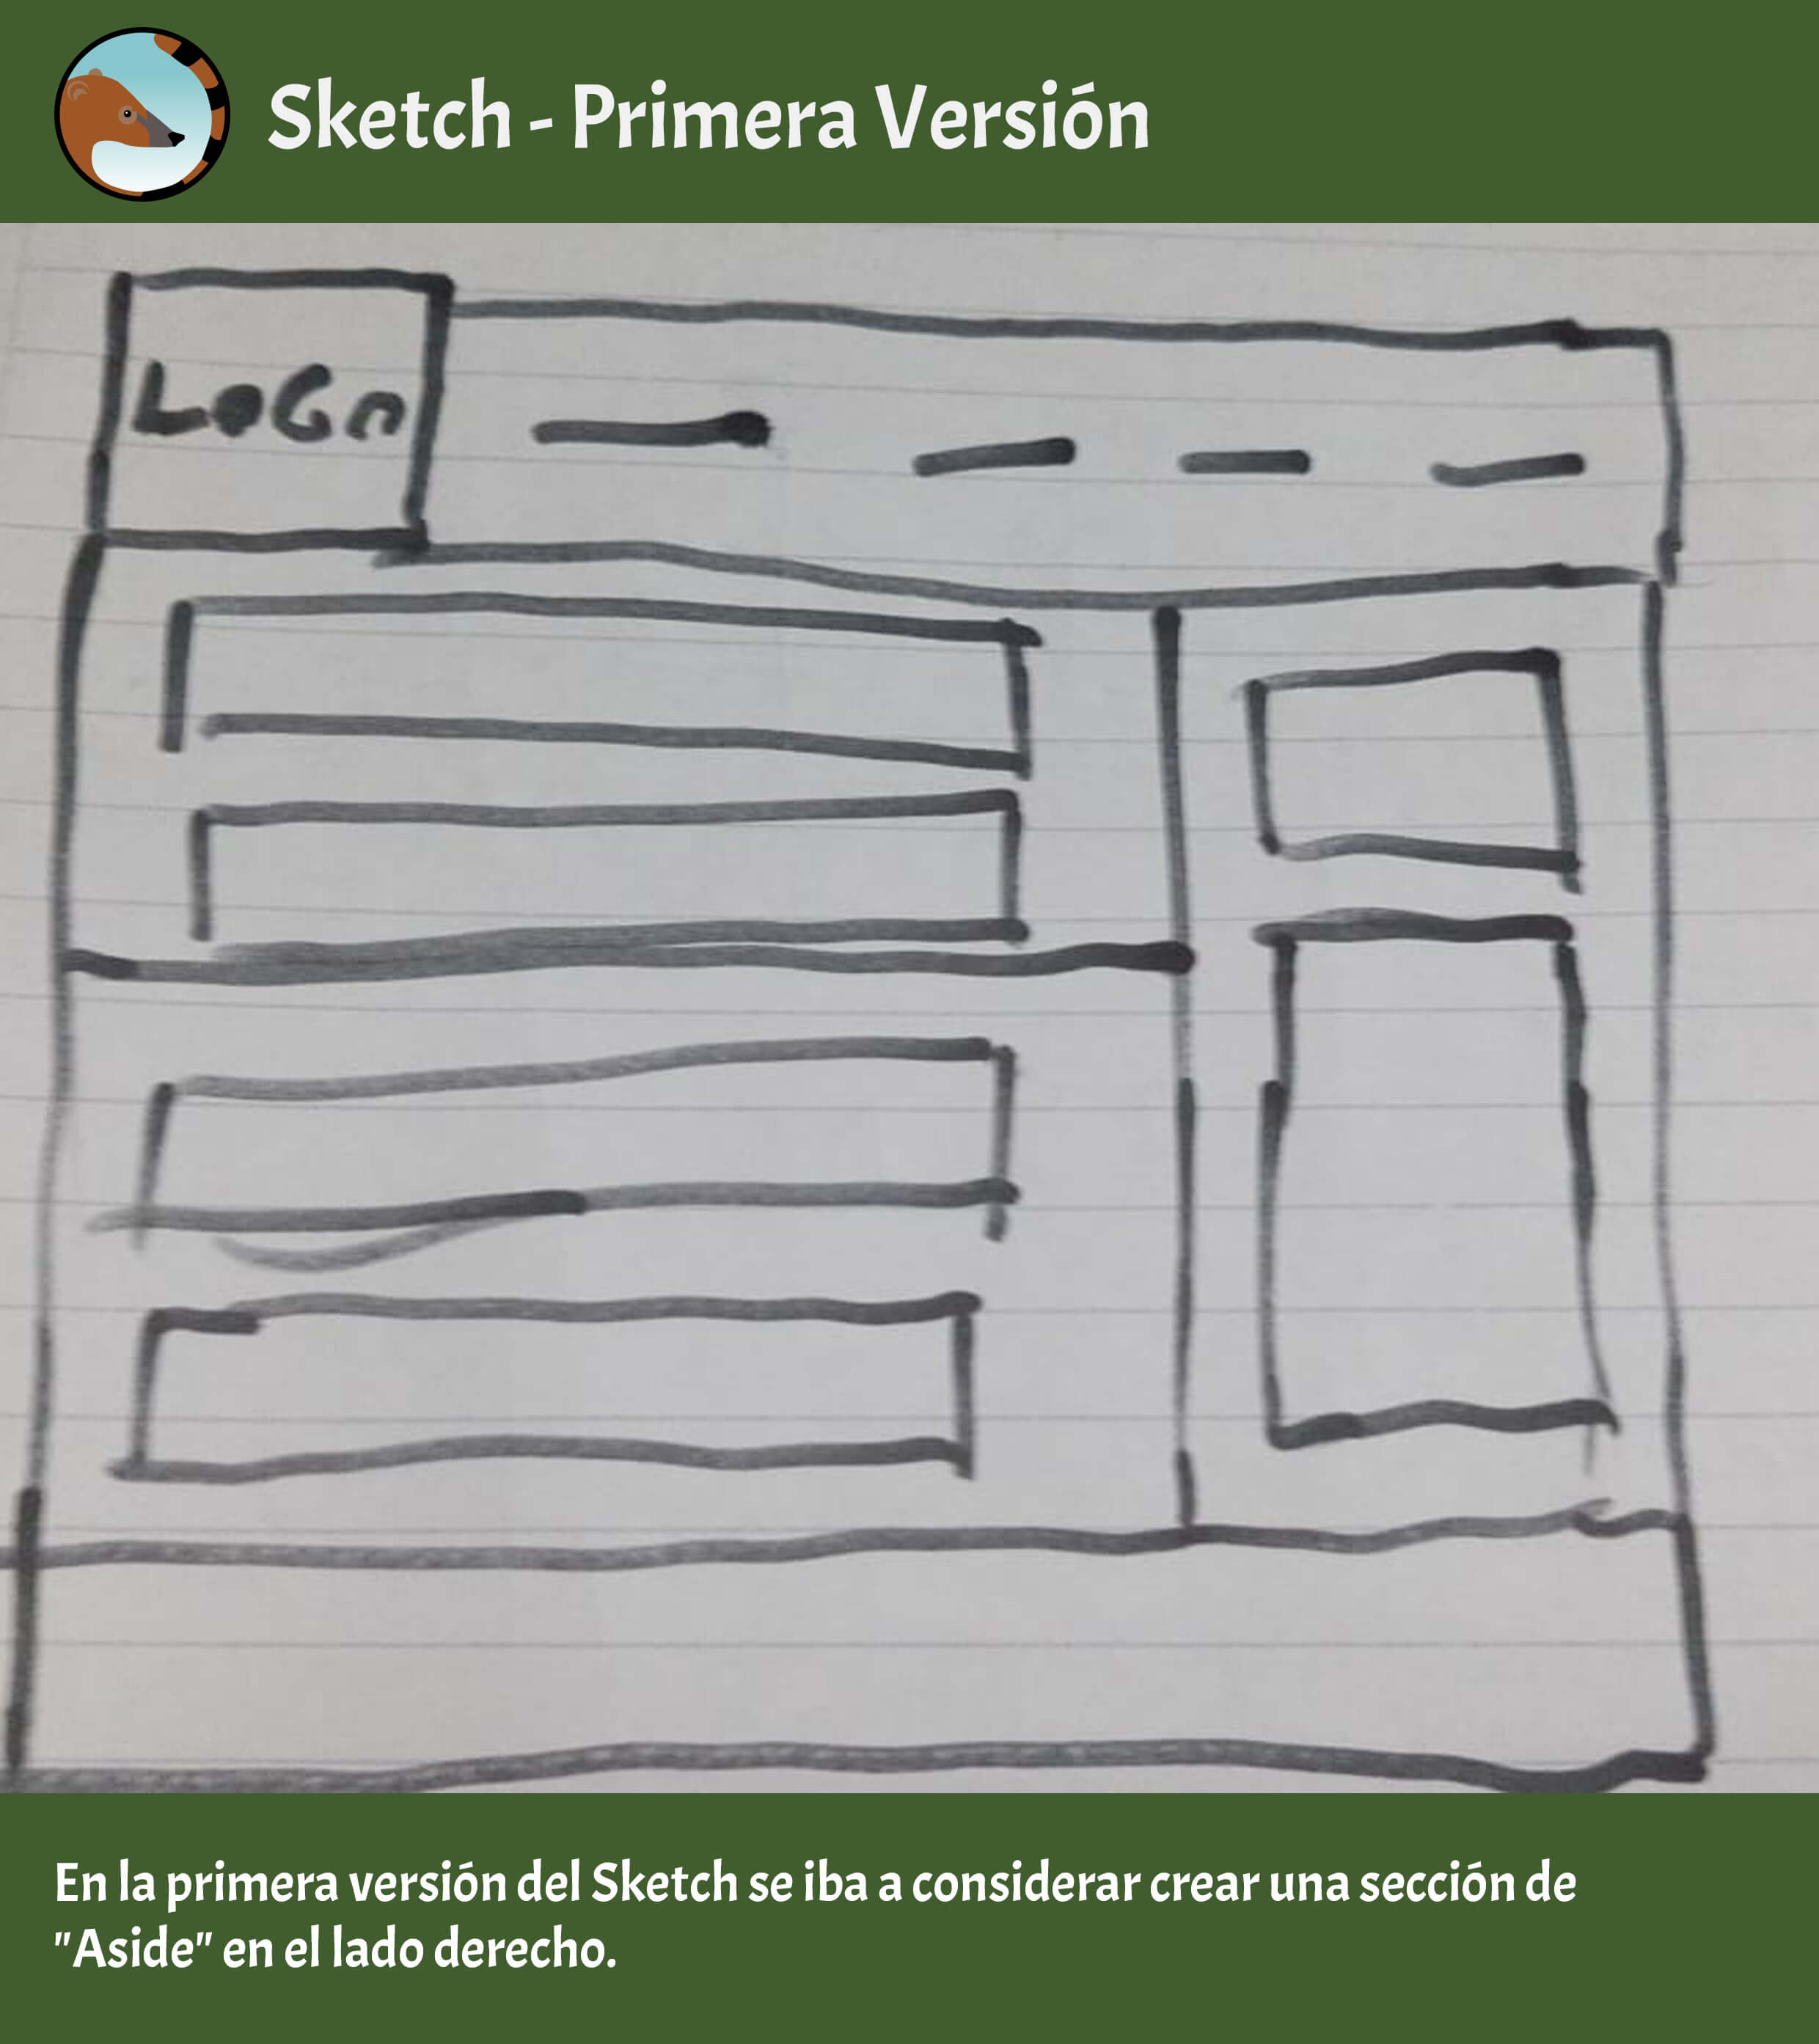 Sketch - Primera Versión
LOGO
En la primera versión del Sketch se iba a considerar crear una sección de
"Aside" en el lado derecho.